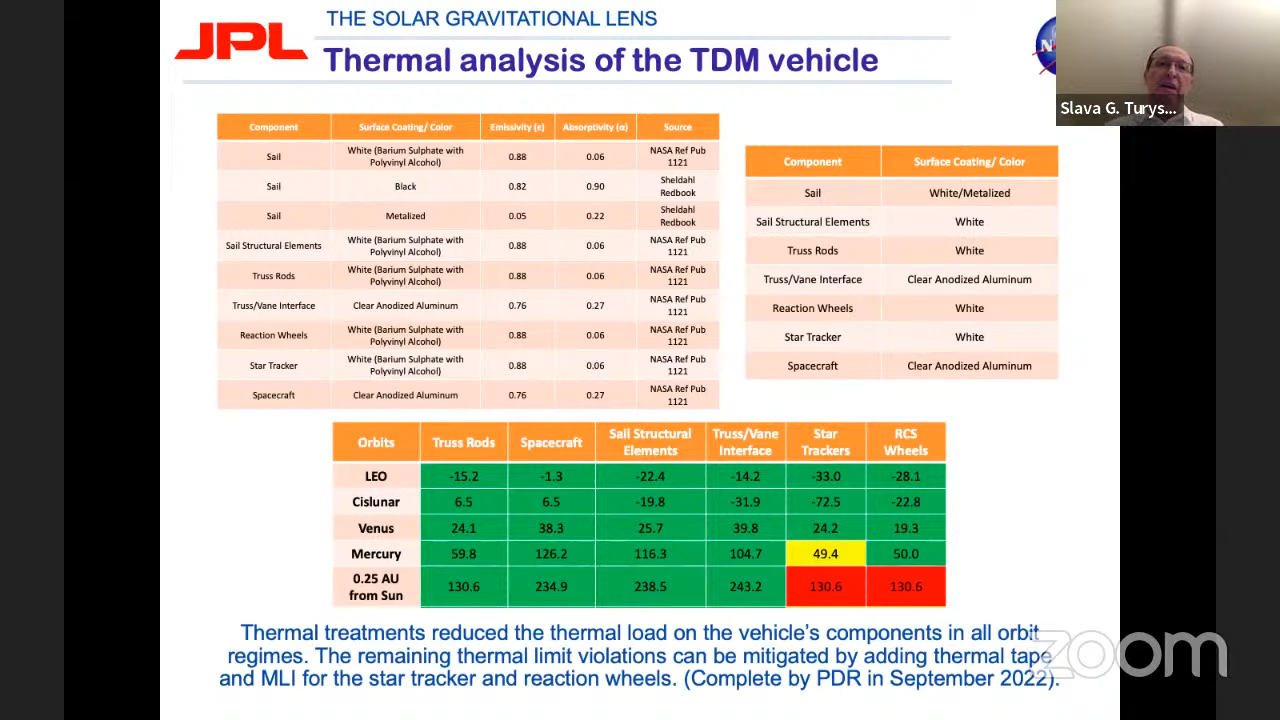 THE SOLAR GRAVITATIONAL LENS
JPL
Thermal analysis of the TDM vehicle
Slava G. Turys...
Component Surface Coating/ Color Emissivity (ε) Absorptivity (α) Source
Sail White (Barium Sulphate with Polyvinyl Alcohol) 0.88 0.06 NASA Ref Pub 1121
Sail Black 0.82 0.90 Sheldahl Redbook
Sail Metalized 0.05 0.22 Sheldahl Redbook
Sail Structural Elements White (Barium Sulphate with Polyvinyl Alcohol) 0.88 0.06 NASA Ref Pub 1121
Truss Rods White (Barium Sulphate with Polyvinyl Alcohol) 0.88 0.06 NASA Ref Pub 1121
Truss/Vane Interface Clear Anodized Aluminum 0.76 0.27 NASA Ref Pub 1121
Reaction Wheels White (Barium Sulphate with Polyvinyl Alcohol) 0.88 0.06 NASA Ref Pub 1121
Star Tracker White (Barium Sulphate with Polyvinyl Alcohol) 0.88 0.06 NASA Ref Pub 1121
Spacecraft Clear Anodized Aluminum 0.76 0.27 NASA Ref Pub 1121
Component Surface Coating/ Color
Sail White/Metalized
Sail Structural Elements White
Truss Rods White
Truss/Vane Interface Clear Anodized Aluminum
Reaction Wheels White
Star Tracker White
Spacecraft Clear Anodized Aluminum
Orbits Truss Rods Spacecraft Sail Structural Elements Truss/Vane Interface Star Trackers RCS Wheels
LEO -15.2 -1.3 -22.4 -14.2 -33.0 -28.1
Cislunar 6.5 6.5 -19.8 -31.9 -72.5 -22.8
Venus 24.1 38.3 25.7 39.8 24.2 19.3
Mercury 59.8 126.2 116.3 104.7 49.4 50.0
0.25 AU from Sun 130.6 234.9 238.5 243.2 130.6 130.6
Thermal treatments reduced the thermal load on the vehicle's components in all orbit
regimes. The remaining thermal limit violations can be mitigated by adding thermal tape
and MLI for the star tracker and reaction wheels. (Complete by PDR in September 2022).
zoom